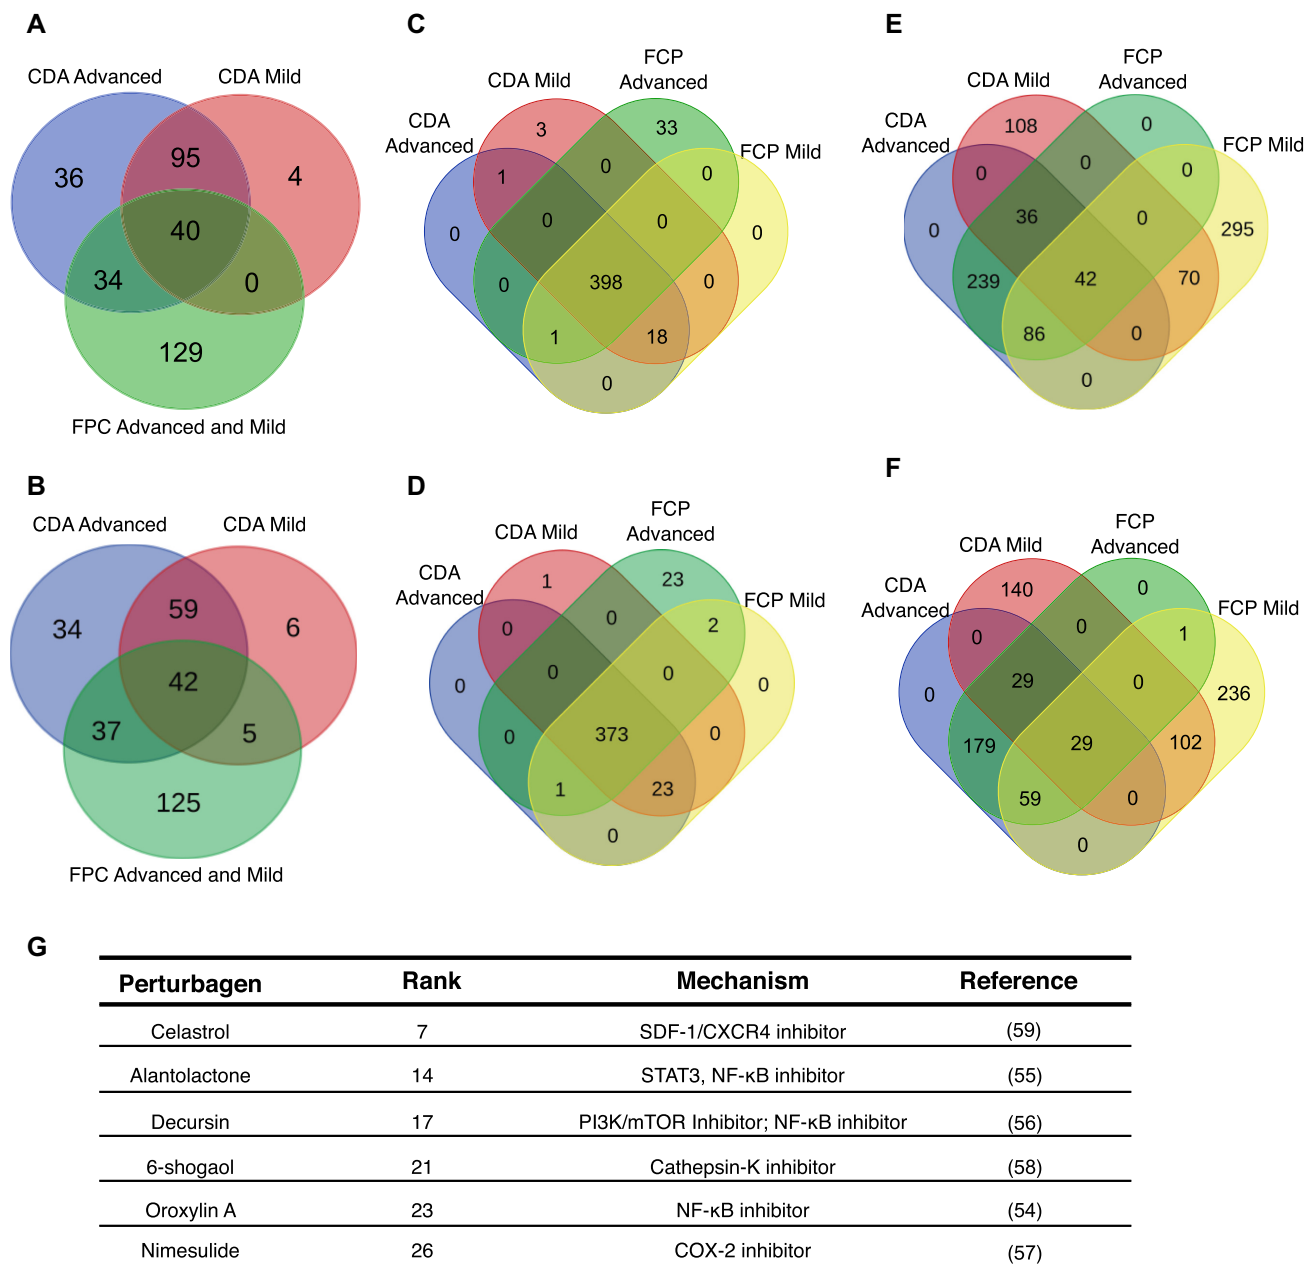 A
CDA Advanced
CDA Mild
36
95
4
40
34
0
129
FPC Advanced and Mild
B
CDA Advanced
CDA Mild
34
59
6
42
37
5
125
FPC Advanced and Mild
C
CDA Mild
FCP
Advanced
CDA
Advanced
FCP Mild
3
33
1
0
0
0
0
0
0
0
398
0
1
18
0
D
CDA Mild
FCP
Advanced
CDA
Advanced
FCP Mild
1
23
0
0
2
0
0
0
0
0
373
0
1
23
0
E
CDA Mild
FCP
Advanced
CDA
Advanced
FCP Mild
108
0
0
0
0
0
36
0
295
239
42
70
86
0
0
F
CDA Mild
FCP
Advanced
CDA
Advanced
FCP Mild
140
0
0
0
1
0
29
0
236
179
29
102
59
0
0
G
Perturbagen Rank Mechanism Reference
Celastrol 7 SDF-1/CXCR4 inhibitor (59)
Alantolactone 14 STAT3, NF-κB inhibitor (55)
Decursin 17 PI3K/mTOR Inhibitor; NF-κB inhibitor (56)
6-shogaol 21 Cathepsin-K inhibitor (58)
Oroxylin A 23 NF-κB inhibitor (54)
Nimesulide 26 COX-2 inhibitor (57)